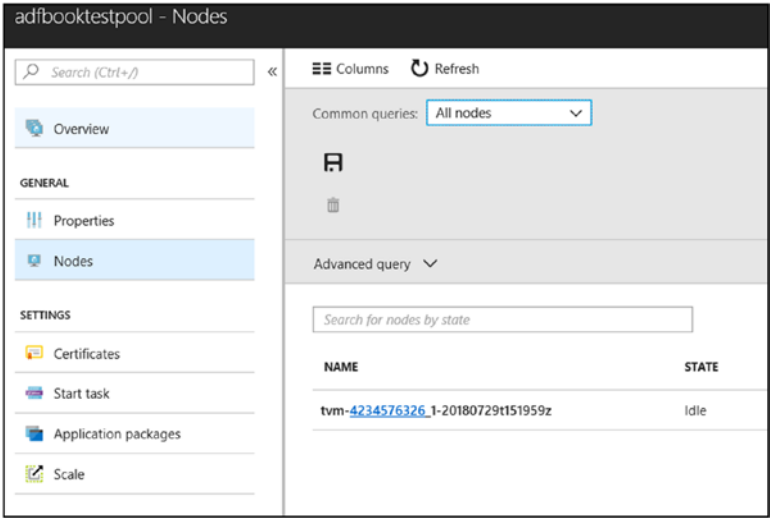 adfbooktestpool - Nodes
Search (Ctrl+/)
«
Overview
GENERAL
Properties
Nodes
SETTINGS
Certificates
Start task
Application packages
Scale
Columns Refresh
Common queries: All nodes
Advanced query
Search for nodes by state
NAME STATE
tvm-4234576326_1-20180729t151959z Idle